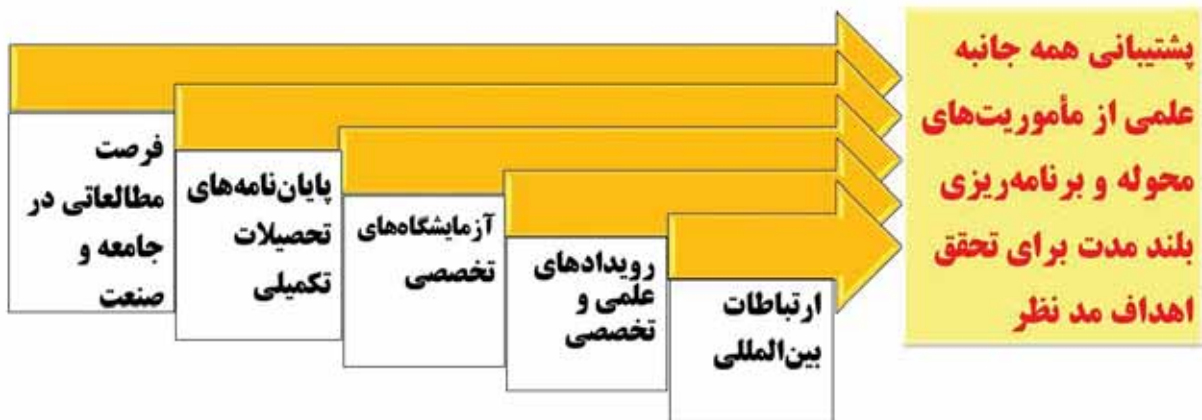 پشتیبانی همه جانبه
علمی از مأموریت‌های
محوله و برنامه‌ریزی
بلند مدت برای تحقق
اهداف مد نظر
فرصت
مطالعاتی در
جامعه و
صنعت
پایان‌نامه‌های
تحصیلات
تکمیلی
آزمایشگاه‌های
تخصصی
رویدادهای
علمی و
تخصصی
ارتباطات
بین‌المللی